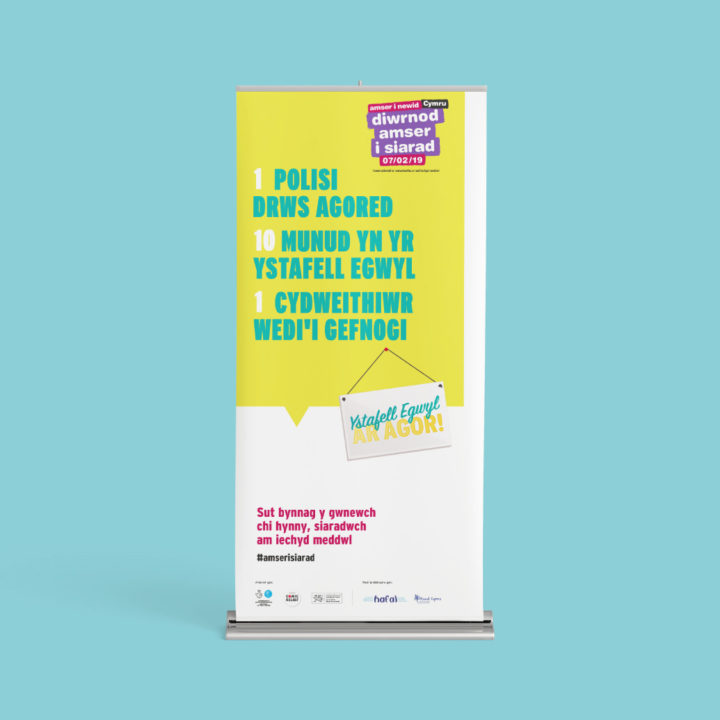 amser i newid Cymru
diwrnod
amser
i siarad
07/02/19
1 POLISI
DRWS AGORED
10 MUNUD YN YR
YSTAFELL EGWYL
1 CYDWEITHIWR
WEDI'I GEFNOGI
Ystafell Egwyl
AR AGOR!
Sut bynnag y gwnewch
chi hynny, siaradwch
am iechyd meddwl
#amserisiarad
COMIC
RELIEF
hafal